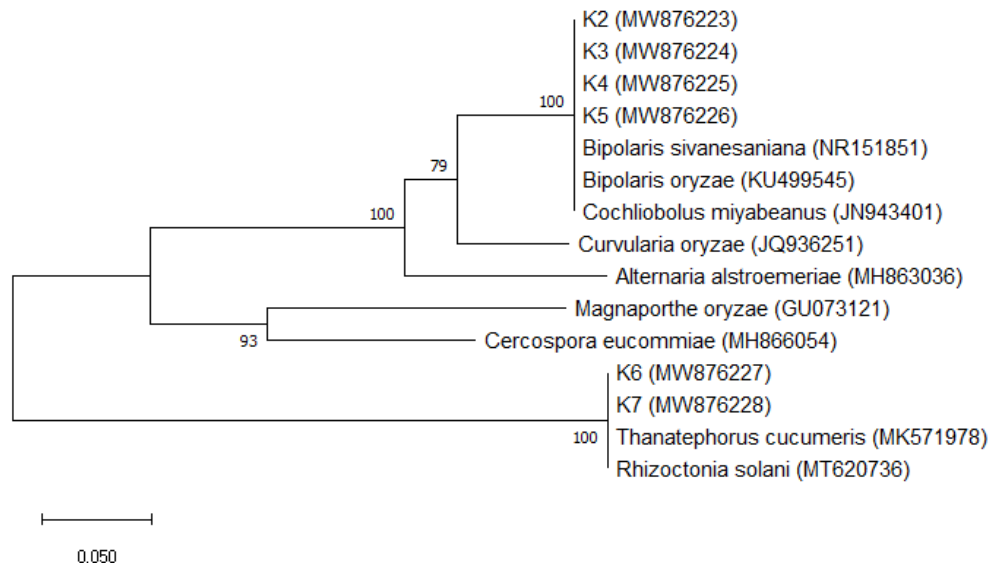 K2 (MW876223)
K3 (MW876224)
K4 (MW876225)
100
K5 (MW876226)
Bipolaris sivanesaniana (NR151851)
79
Bipolaris oryzae (KU499545)
100
Cochliobolus miyabeanus (JN943401)
Curvularia oryzae (JQ936251)
Alternaria alstroemeriae (MH863036)
Magnaporthe oryzae (GU073121)
93
Cercospora eucommiae (MH866054)
K6 (MW876227)
K7 (MW876228)
100
Thanatephorus cucumeris (MK571978)
Rhizoctonia solani (MT620736)
0.050